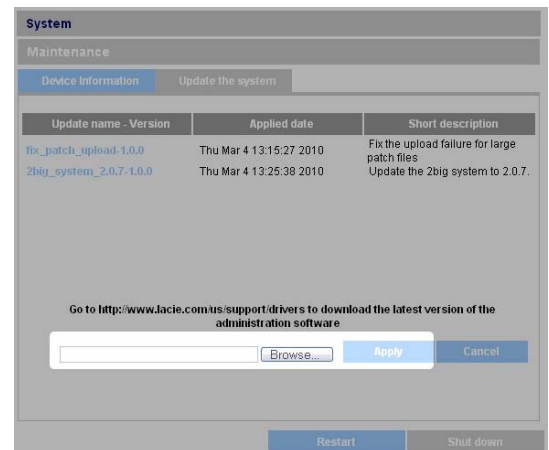 System
Maintenance
Device Information Update the system
Update name - Version Applied date Short description
fix_patch_upload-1.0.0 Thu Mar 4 13:15:27 2010 Fix the upload failure for large
patch files
2big_system_2.0.7-1.0.0 Thu Mar 4 13:25:38 2010 Update the 2big system to 2.0.7.
Go to http://www.lacie.com/us/support/drivers to download the latest version of the
administration software
Browse... Apply Cancel
Restart Shut down